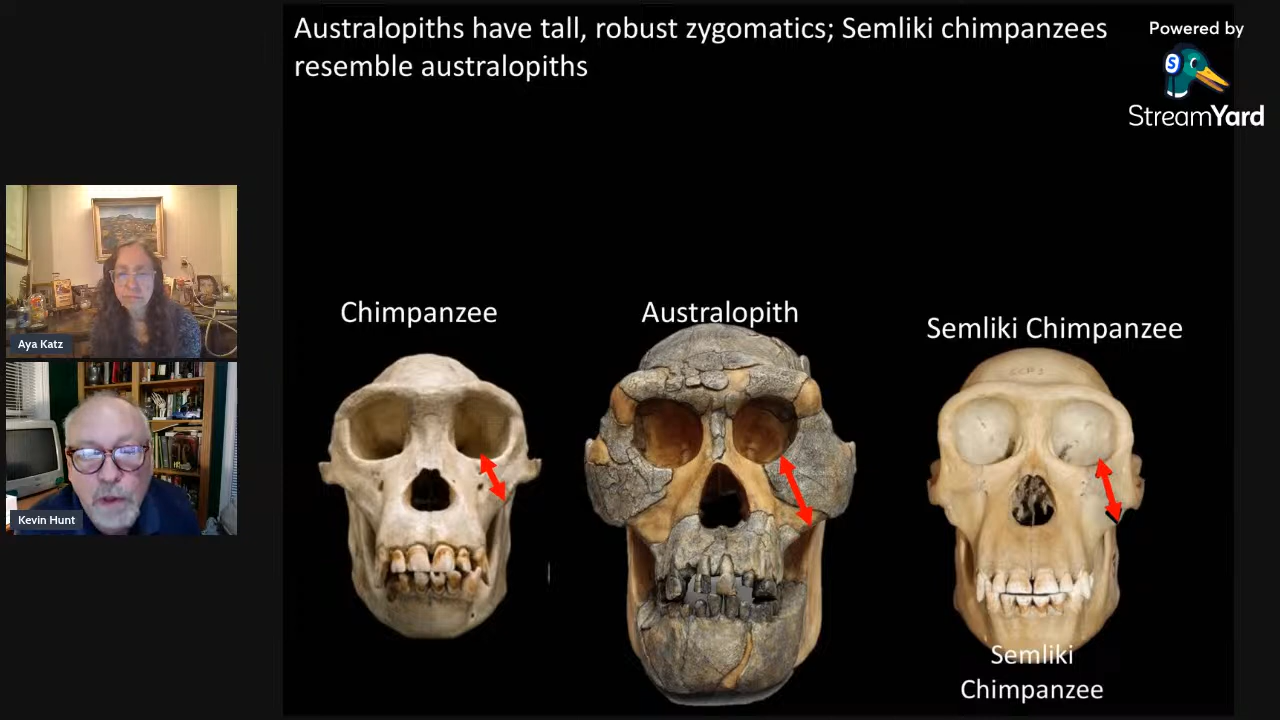 Australopiths have tall, robust zygomatics; Semliki chimpanzees
resemble australopiths
Powered by
S
StreamYard
Aya Katz
Kevin Hunt
Chimpanzee
Australopith
Semliki Chimpanzee
Semliki
Chimpanzee